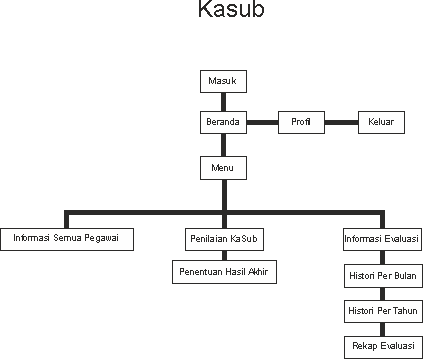 Kasub
Masuk
Beranda
Profil
Keluar
Menu
Informasi Semua Pegawai
Penilaian KaSub
Informasi Evaluasi
Penentuan Hasil Akhir
Histori Per Bulan
Histori Per Tahun
Rekap Evaluasi